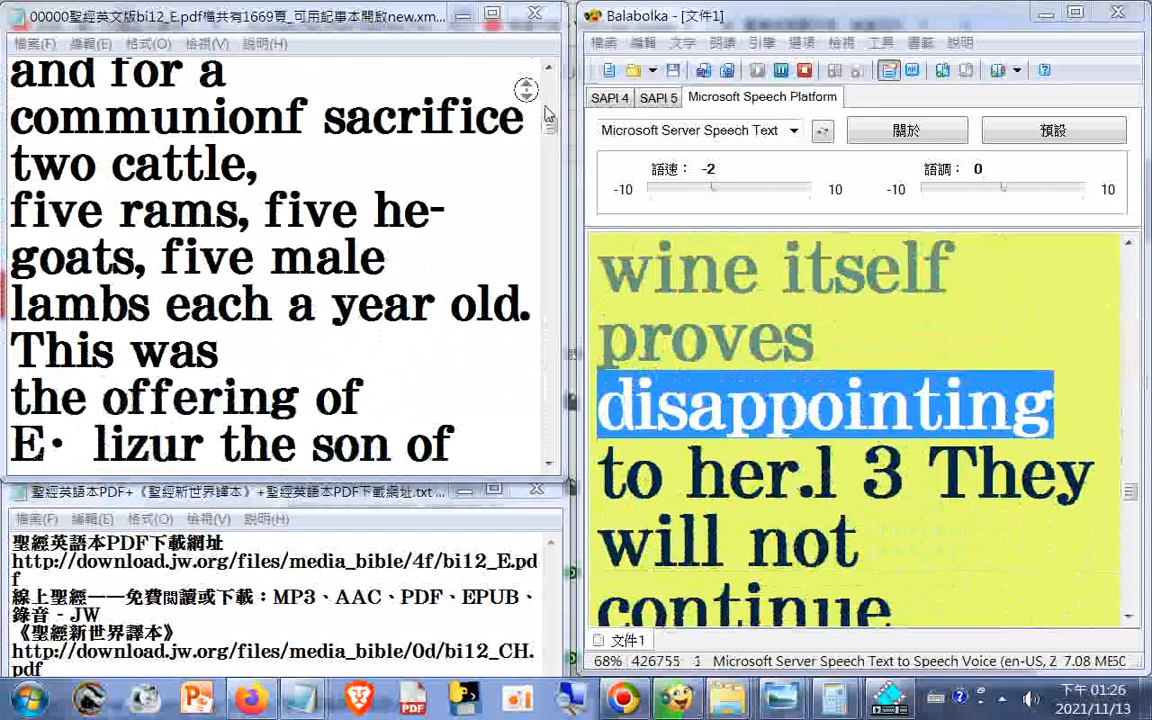 00000聖經英文版bi12_E.pdf檔共有1669頁_可用記事本開啟new.xm...
檔案(F) 編輯(E) 格式(O) 檢視(V) 說明(H)
and for a
communionf sacrifice
two cattle,
five rams, five he-
goats, five male
lambs each a year old.
This was
the offering of
E· lizur the son of
聖經英語本PDF+《聖經新世界譯本》+聖經英語本PDF下載網址.txt ...
檔案(F) 編輯(E) 格式(O) 檢視(V) 說明(H)
聖經英語本PDF下載網址
http://download.jw.org/files/media_bible/4f/bi12_E.pd
f
線上聖經——免費閱讀或下載：MP3、AAC、PDF、EPUB、
錄音 - JW
《聖經新世界譯本》
http://download.jw.org/files/media_bible/0d/bi12_CH.
pdf
Balabolka - [文件1]
檔案 編輯 文字 朗讀 引擎 選項 檢視 工具 書籤 說明
SAPI 4 SAPI 5 Microsoft Speech Platform
Microsoft Server Speech Text 關於 預設
語速： -2 語調： 0
-10 10 -10 10
wine itself
proves
disappointing
to her.l 3 They
will not
continue
文件1
68% 426755 1 Microsoft Server Speech Text to Speech Voice (en-US, Z 7.08 ME
PDF
下午 01:26
2021/11/13